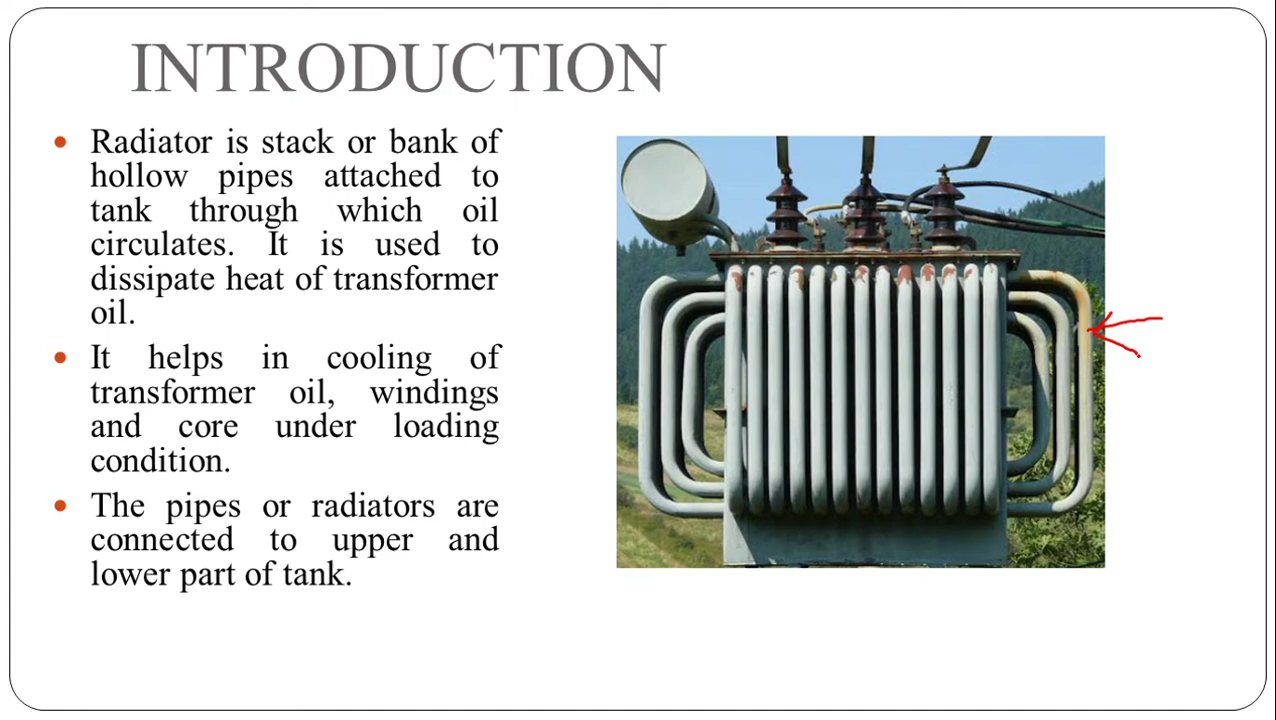 INTRODUCTION
Radiator is stack or bank of
hollow pipes attached to
tank through which oil
circulates. It is used to
dissipate heat of transformer
oil.
It helps in cooling of
transformer oil, windings
and core under loading
condition.
The pipes or radiators are
connected to upper and
lower part of tank.